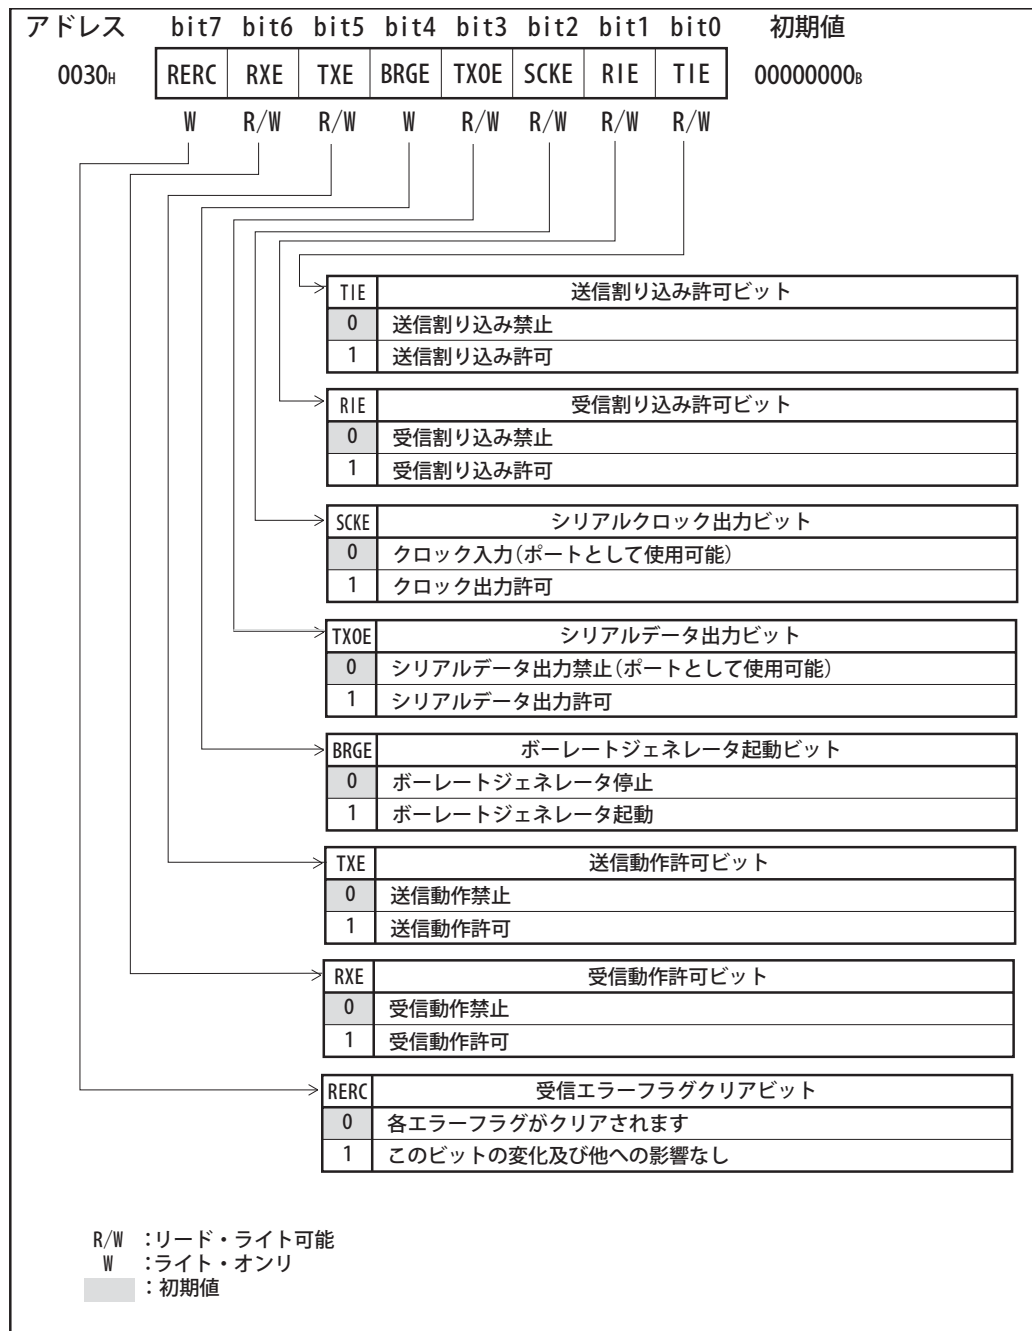 アドレス bit7 bit6 bit5 bit4 bit3 bit2 bit1 bit0 初期値
0030H RERC RXE TXE BRGE TXOE SCKE RIE TIE 00000000B
W R/W R/W W R/W R/W R/W R/W
TIE 送信割り込み許可ビット
0 送信割り込み禁止
1 送信割り込み許可
RIE 受信割り込み許可ビット
0 受信割り込み禁止
1 受信割り込み許可
SCKE シリアルクロック出力ビット
0 クロック入力(ポートとして使用可能)
1 クロック出力許可
TXOE シリアルデータ出力ビット
0 シリアルデータ出力禁止(ポートとして使用可能)
1 シリアルデータ出力許可
BRGE ボーレートジェネレータ起動ビット
0 ボーレートジェネレータ停止
1 ボーレートジェネレータ起動
TXE 送信動作許可ビット
0 送信動作禁止
1 送信動作許可
RXE 受信動作許可ビット
0 受信動作禁止
1 受信動作許可
RERC 受信エラーフラグクリアビット
0 各エラーフラグがクリアされます
1 このビットの変化及び他への影響なし
R/W :リード・ライト可能
W :ライト・オンリ
:初期値